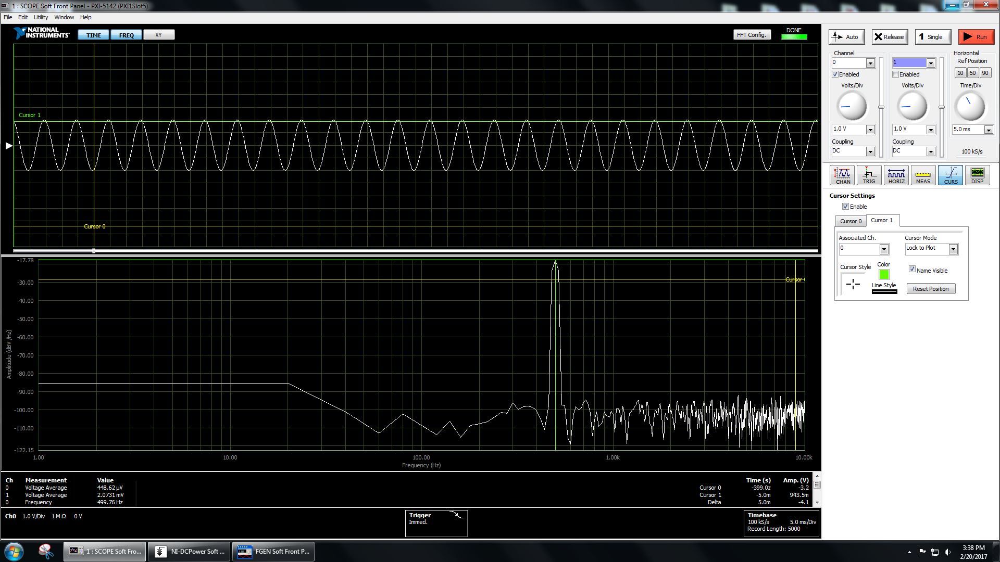 1 : SCOPE Soft Front Panel - PXI-5142 (PXI1Slot5)
File Edit Utility Window Help
NATIONAL INSTRUMENTS
TIME FREQ XY
FFT Config.
DONE
Auto Release 1 Single Run
Channel
0
Enabled
Volts/Div
1.0 V
Coupling
DC
1
Enabled
Volts/Div
1.0 V
Coupling
DC
Horizontal
Ref Position
10 50 90
Time/Div
5.0 ms
100 kS/s
CHAN TRIG HORIZ MEAS CURS DISP
Cursor Settings
Enable
Cursor 0 Cursor 1
Associated Ch. Cursor Mode
0 Lock to Plot
Cursor Style Color Name Visible
Line Style Reset Position
Cursor 1
Cursor 0
-17.78
-30.00
-40.00
-50.00
-60.00
-70.00
-80.00
-90.00
-100.00
-110.00
-122.15
Amplitude (dBV /Hz)
Cursor
1.00 10.00 100.00 1.00k 10.00k
Frequency (Hz)
Ch Measurement Value
0 Voltage Average 448.62 µV
1 Voltage Average 2.0731 mV
0 Frequency 499.76 Hz
Time (s) Amp. (V)
Cursor 0 -399.0z -3.2
Cursor 1 -5.0m 943.5m
Delta 5.0m -4.1
Ch0 1.0 V/Div 1 M Ω 0 V
Trigger
Immed.
Timebase
100 kS/s 5.0 ms/Div
Record Length: 5000
1 : SCOPE Soft Fro... NI-DCPower Soft ... FGEN Soft Front P...
3:38 PM
2/20/2017